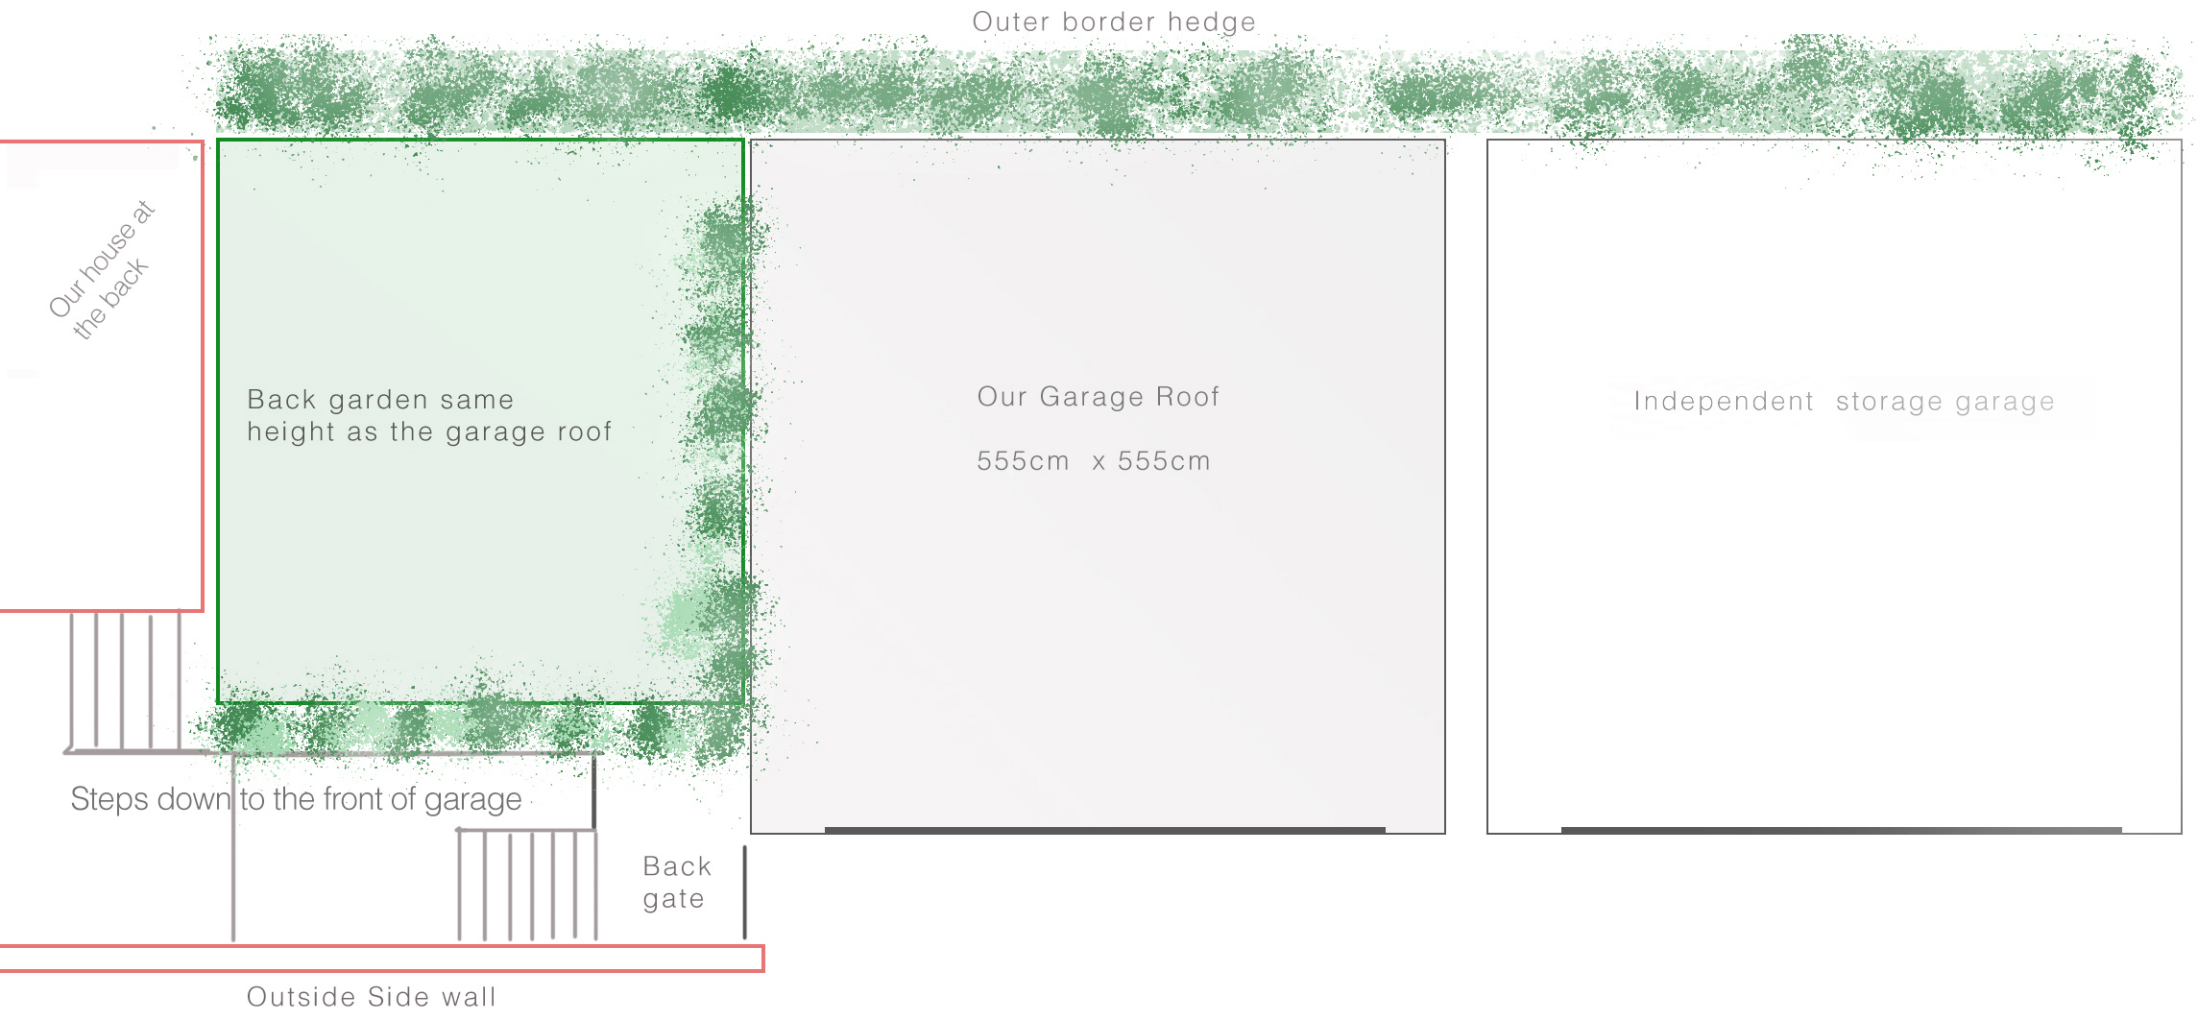 Outer border hedge
Our house at
the back
Back garden same
height as the garage roof
Our Garage Roof
555cm x 555cm
Independent storage garage
Steps down to the front of garage
Back
gate
Outside Side wall